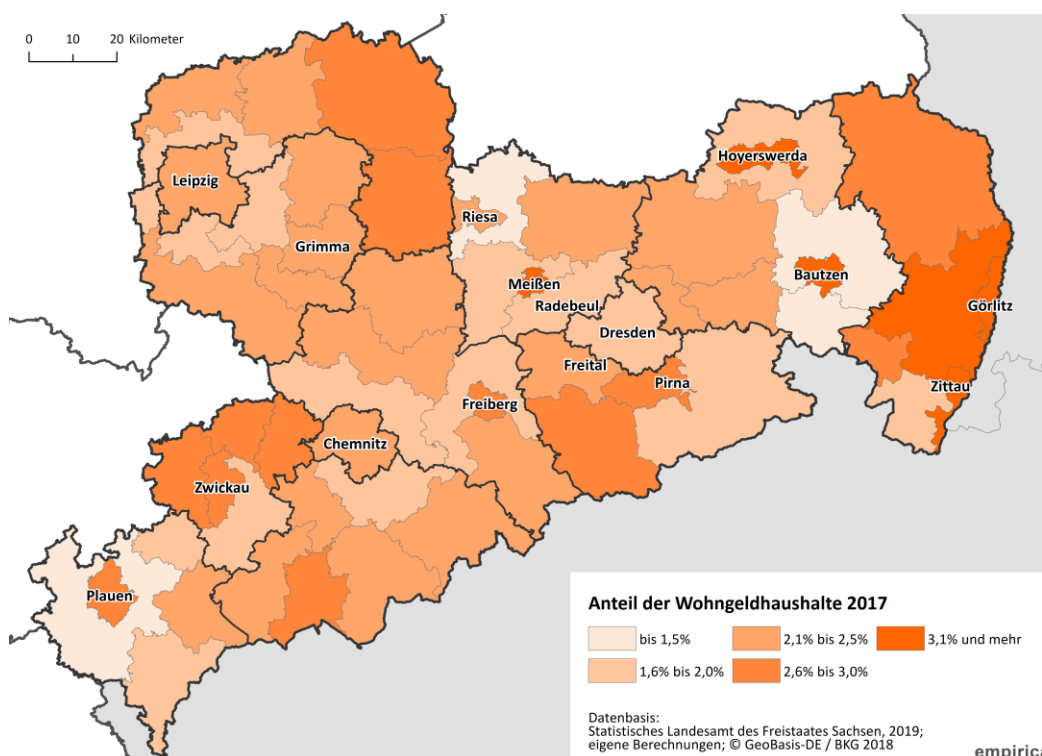 0 10 20 Kilometer
Hoyerswerda
Leipzig
Riesa
Grimma
Bautzen
Meißen
Görlitz
Radebeul
Dresden
Freital
Pirna
Zittau
Freiberg
Chemnitz
Zwickau
Plauen
Anteil der Wohngeldhaushalte 2017
bis 1,5%
2,1% bis 2,5%
3,1% und mehr
1,6% bis 2,0%
2,6% bis 3,0%
Datenbasis:
Statistisches Landesamt des Freistaates Sachsen, 2019;
eigene Berechnungen; © GeoBasis-DE / BKG 2018
empirica